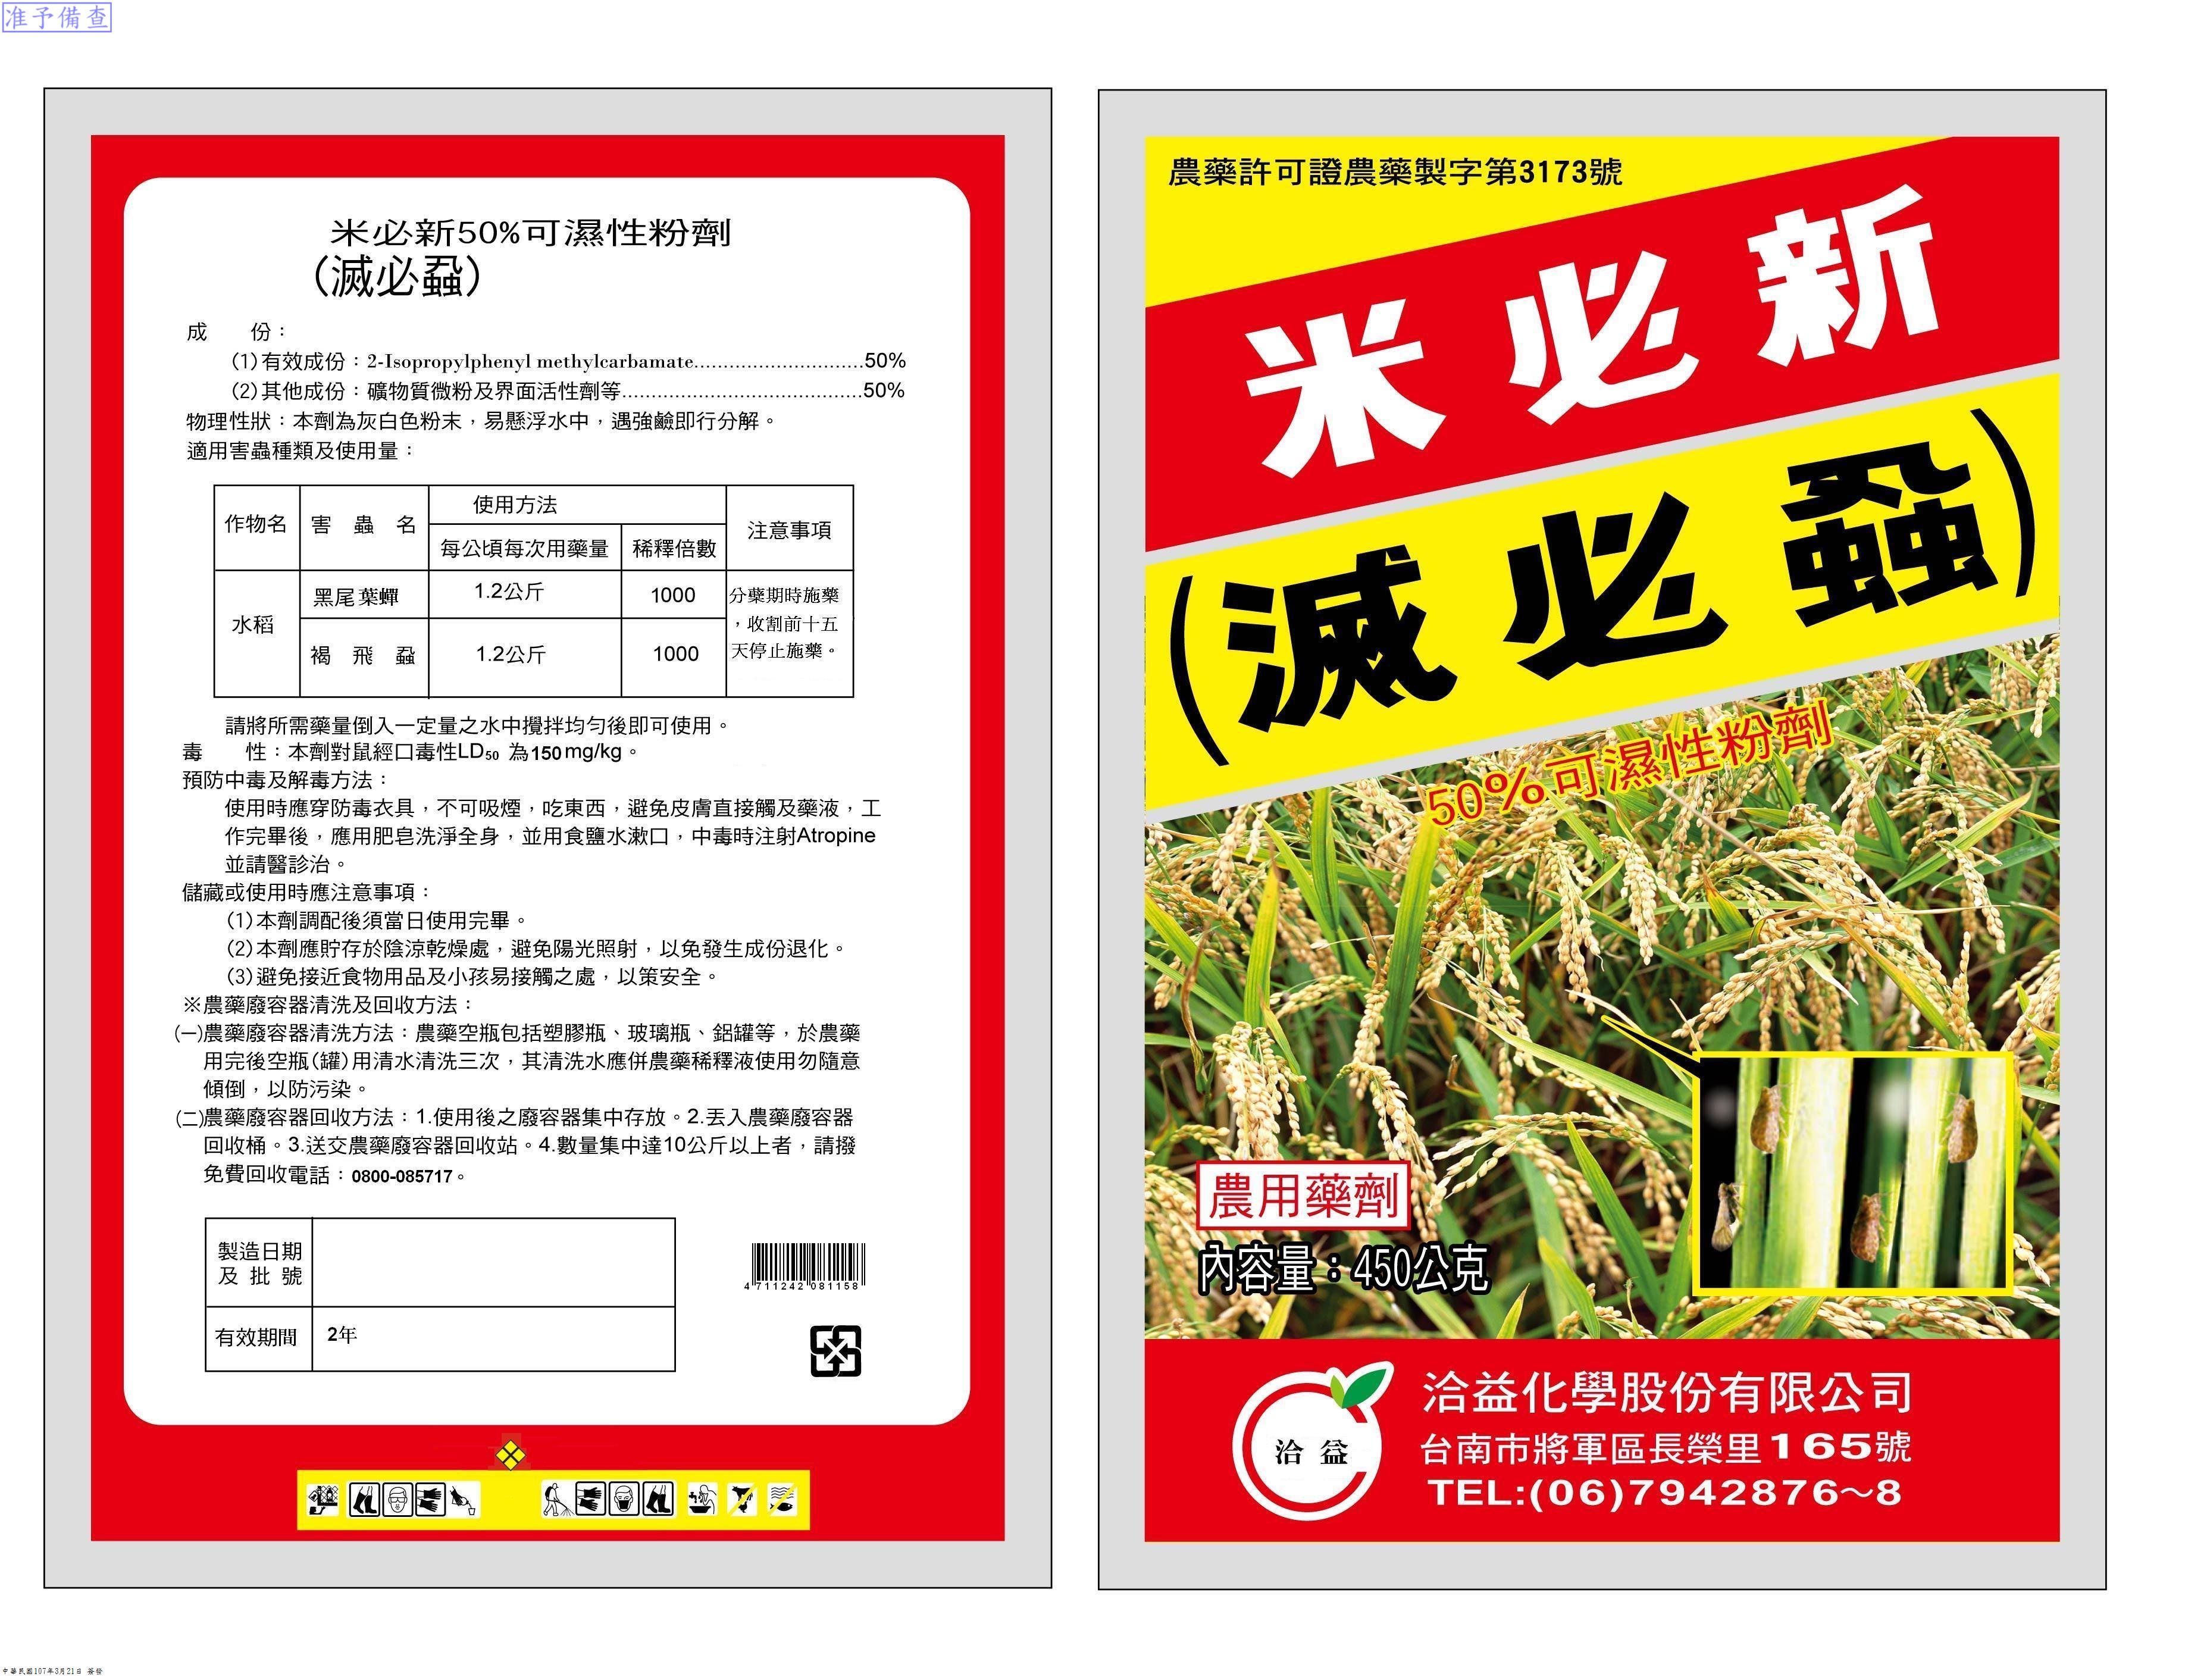 准予備查
米必新50%可濕性粉劑
(滅必蝨)
成　　份：
(1)有效成份：2-Isopropylphenyl methylcarbamate.............................50%
(2)其他成份：礦物質微粉及界面活性劑等.........................................50%
物理性狀：本劑為灰白色粉末，易懸浮水中，遇強鹼即行分解。
適用害蟲種類及使用量：
作物名 害　蟲　名 使用方法 注意事項
每公頃每次用藥量 稀釋倍數
水稻 黑尾葉蟬 1.2公斤 1000 分蘗期時施藥
，收割前十五
褐　飛　蝨 1.2公斤 1000 天停止施藥。
請將所需藥量倒入一定量之水中攪拌均勻後即可使用。
毒　　性：本劑對鼠經口毒性LD50 為150mg/kg。
預防中毒及解毒方法：
使用時應穿防毒衣具，不可吸煙，吃東西，避免皮膚直接觸及藥液，工
作完畢後，應用肥皂洗淨全身，並用食鹽水漱口，中毒時注射Atropine
並請醫診治。
儲藏或使用時應注意事項：
(1)本劑調配後須當日使用完畢。
(2)本劑應貯存於陰涼乾燥處，避免陽光照射，以免發生成份退化。
(3)避免接近食物用品及小孩易接觸之處，以策安全。
※農藥廢容器清洗及回收方法：
(一)農藥廢容器清洗方法：農藥空瓶包括塑膠瓶、玻璃瓶、鋁罐等，於農藥
用完後空瓶(罐)用清水清洗三次，其清洗水應併農藥稀釋液使用勿隨意
傾倒，以防污染。
(二)農藥廢容器回收方法：1.使用後之廢容器集中存放。2.丟入農藥廢容器
回收桶。3.送交農藥廢容器回收站。4.數量集中達10公斤以上者，請撥
免費回收電話：0800-085717。
製造日期
及 批 號
有效期間 2年
4 711242 081158
農藥許可證農藥製字第3173號
米必新
(滅必蝨)
50%可濕性粉劑
農用藥劑
內容量：450公克
洽益
洽益化學股份有限公司
台南市將軍區長榮里165號
TEL:(06)7942876～8
中華民國107年3月21日 簽發